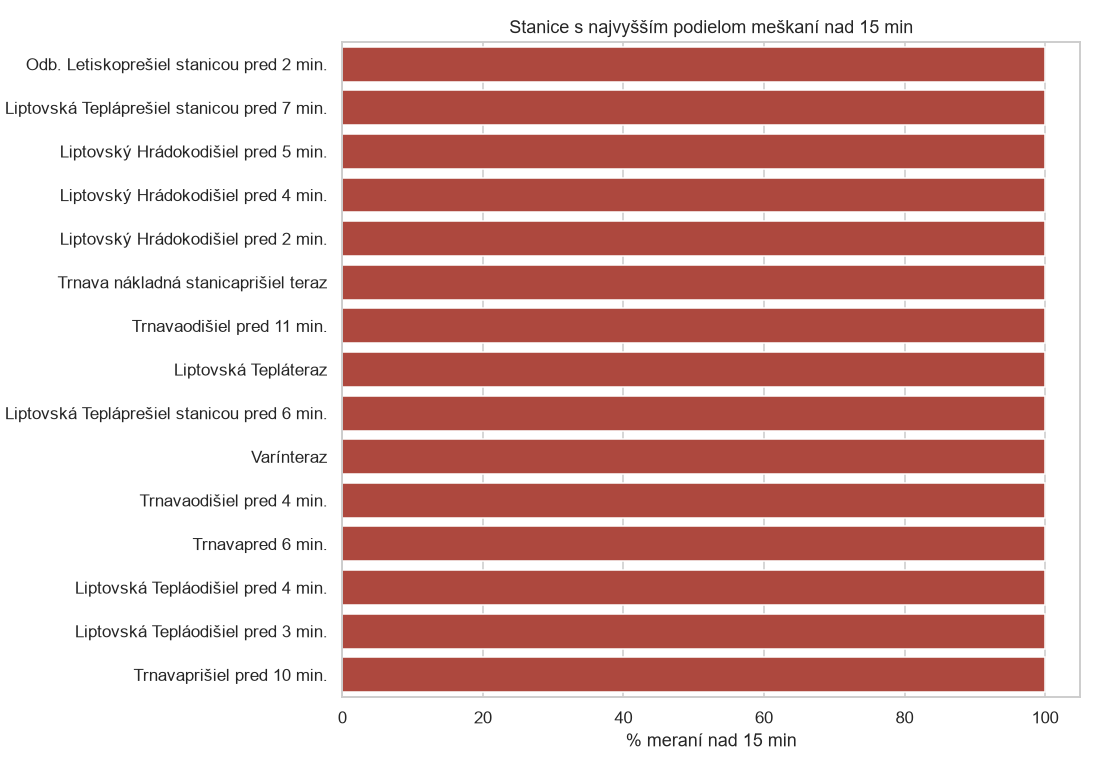 Stanice s najvyšším podielom meškaní nad 15 min
Odb. Letiskoprešiel stanicou pred 2 min.
Liptovská Tepláprešiel stanicou pred 7 min.
Liptovský Hrádokodišiel pred 5 min.
Liptovský Hrádokodišiel pred 4 min.
Liptovský Hrádokodišiel pred 2 min.
Trnava nákladná stanicaprišiel teraz
Trnavaodišiel pred 11 min.
Liptovská Tepláteraz
Liptovská Tepláprešiel stanicou pred 6 min.
Varínteraz
Trnavaodišiel pred 4 min.
Trnavapred 6 min.
Liptovská Tepláodišiel pred 4 min.
Liptovská Tepláodišiel pred 3 min.
Trnavaprišiel pred 10 min.
0 20 40 60 80 100
% meraní nad 15 min